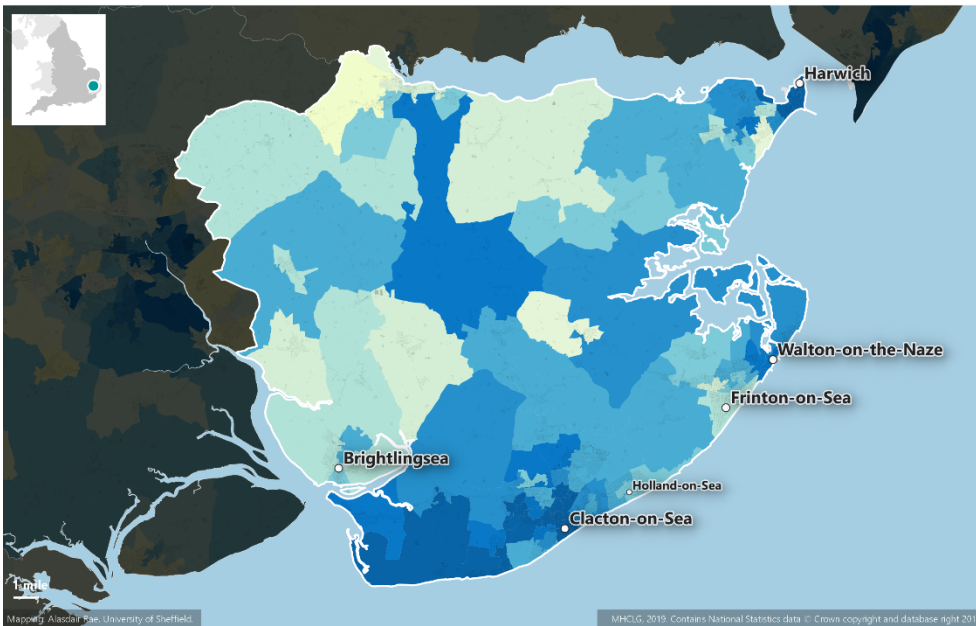 Harwich
Walton-on-the-Naze
Frinton-on-Sea
Brightlingsea
Holland-on-Sea
Clacton-on-Sea
1 mile
Mapping: Alasdair Rae, University of Sheffield.
MHCLG, 2019. Contains National Statistics data © Crown copyright and database right 201